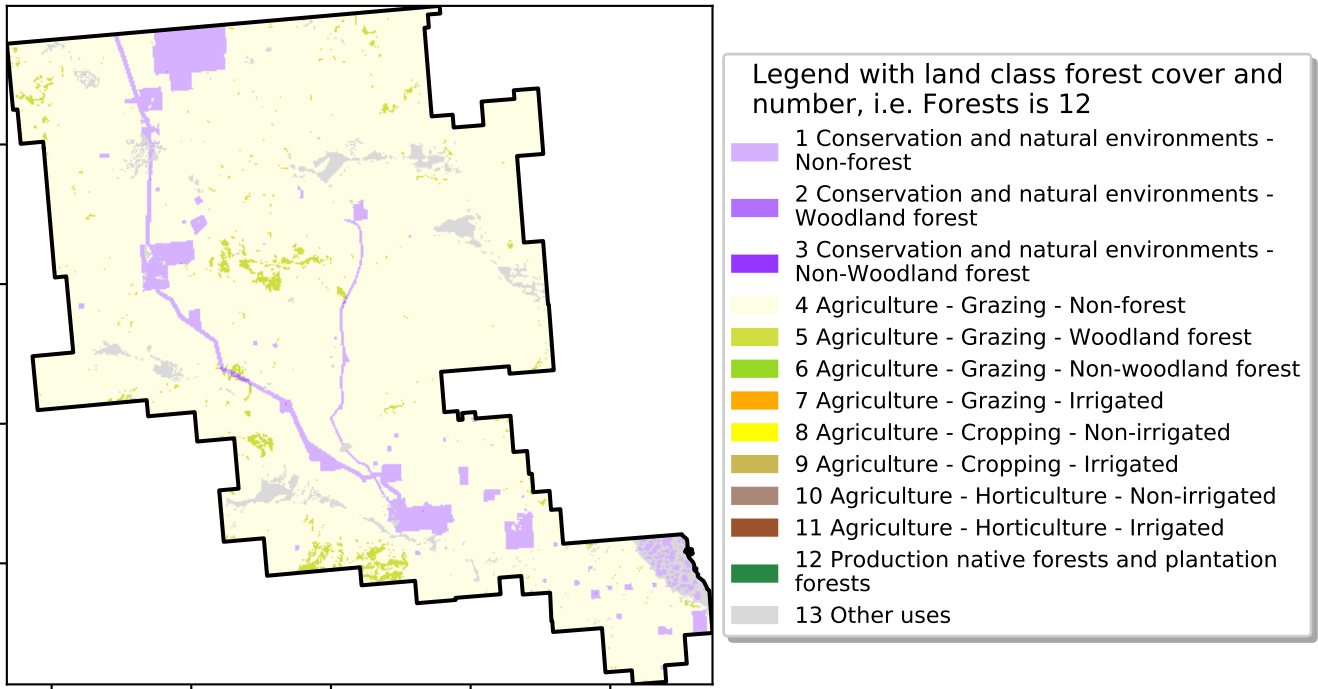 Legend with land class forest cover and
number, i.e. Forests is 12
1 Conservation and natural environments -
Non-forest
2 Conservation and natural environments -
Woodland forest
3 Conservation and natural environments -
Non-Woodland forest
4 Agriculture - Grazing - Non-forest
5 Agriculture - Grazing - Woodland forest
6 Agriculture - Grazing - Non-woodland forest
7 Agriculture - Grazing - Irrigated
8 Agriculture - Cropping - Non-irrigated
9 Agriculture - Cropping - Irrigated
10 Agriculture - Horticulture - Non-irrigated
11 Agriculture - Horticulture - Irrigated
12 Production native forests and plantation
forests
13 Other uses